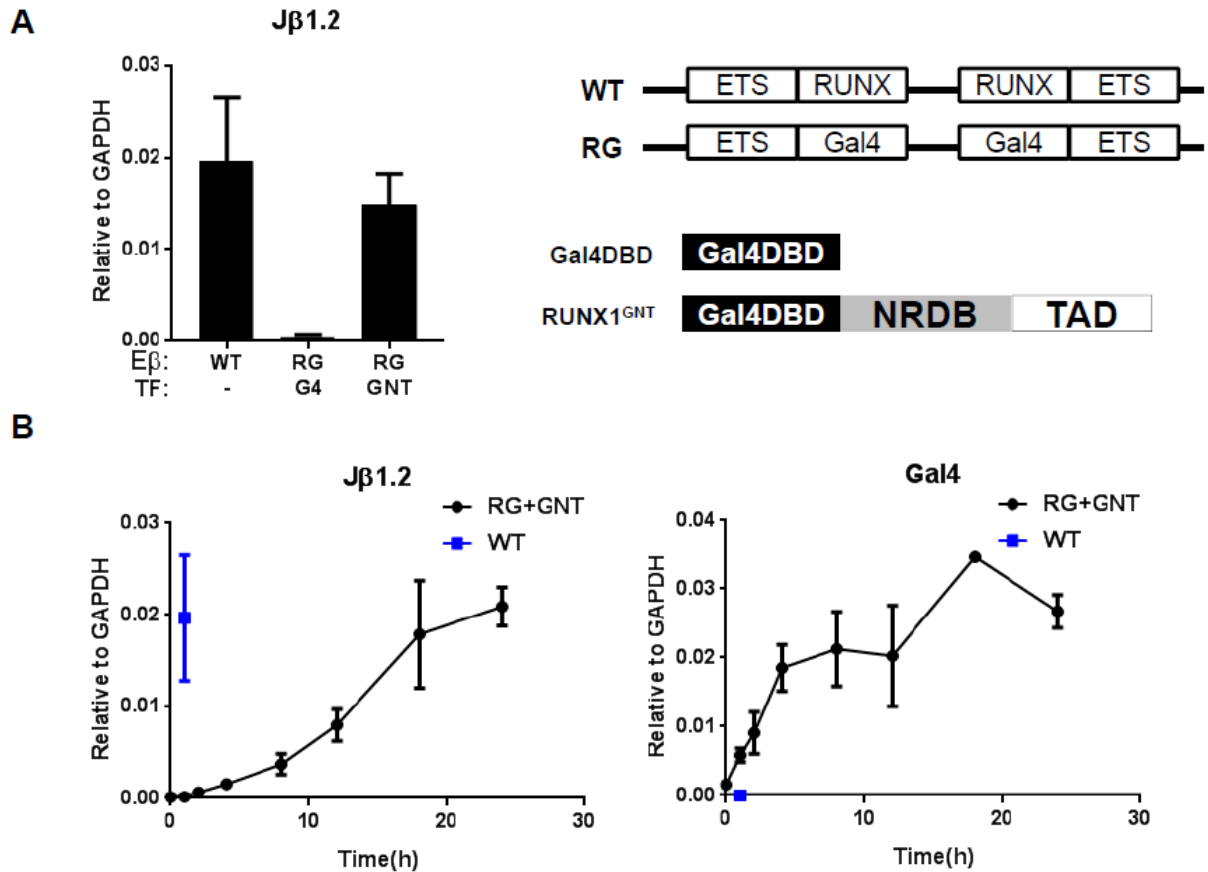 A
Jβ1.2
Relative to GAPDH
0.03
0.02
0.01
0.00
Eβ: WT RG RG
TF: - G4 GNT
WT ETS RUNX RUNX ETS
RG ETS Gal4 Gal4 ETS
Gal4DBD Gal4DBD
RUNX1GNT Gal4DBD NRDB TAD
B
Jβ1.2
RG+GNT
WT
Relative to GAPDH
0.03
0.02
0.01
0.00
0 10 20 30
Time(h)
Gal4
RG+GNT
WT
Relative to GAPDH
0.04
0.03
0.02
0.01
0.00
0 10 20 30
Time(h)